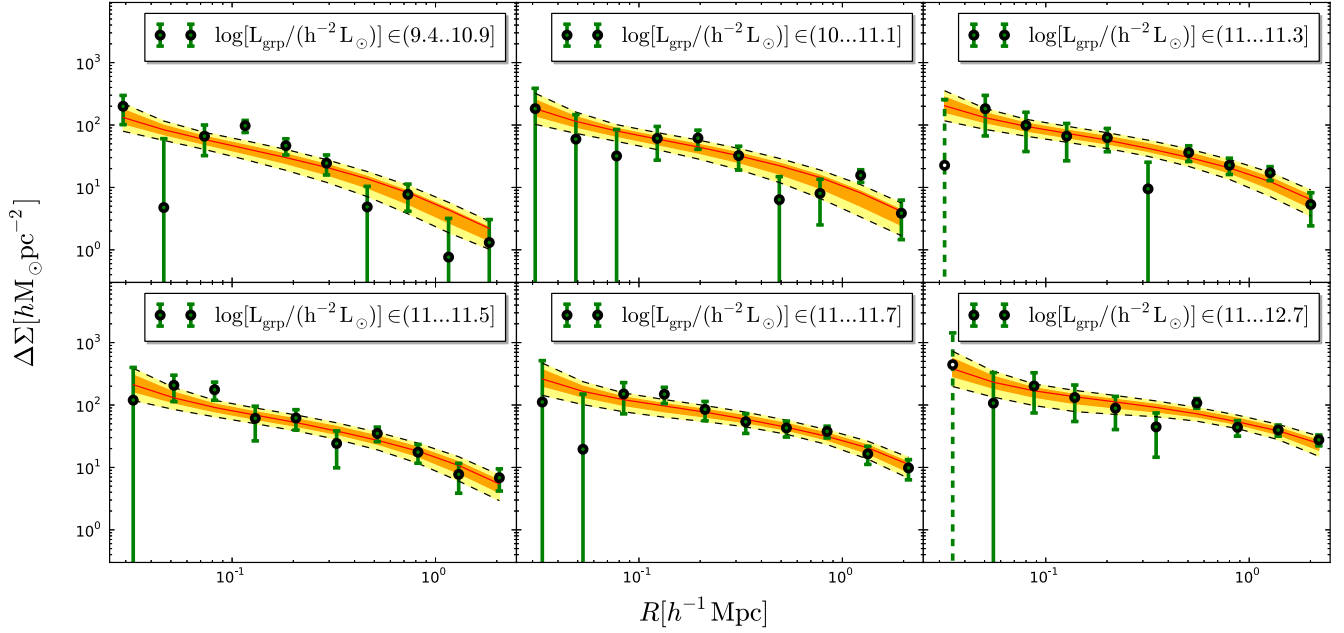 log[L_grp/(h^−2 L_⊙)] ∈(9.4..10.9]
log[L_grp/(h^−2 L_⊙)] ∈(10...11.1]
log[L_grp/(h^−2 L_⊙)] ∈(11...11.3]
10^3
10^2
10^1
10^0
log[L_grp/(h^−2 L_⊙)] ∈(11...11.5]
log[L_grp/(h^−2 L_⊙)] ∈(11...11.7]
log[L_grp/(h^−2 L_⊙)] ∈(11...12.7]
10^3
10^2
10^1
10^0
ΔΣ[hM_⊙pc^−2]
10^−1 10^0 10^−1 10^0 10^−1 10^0
R[h^−1 Mpc]